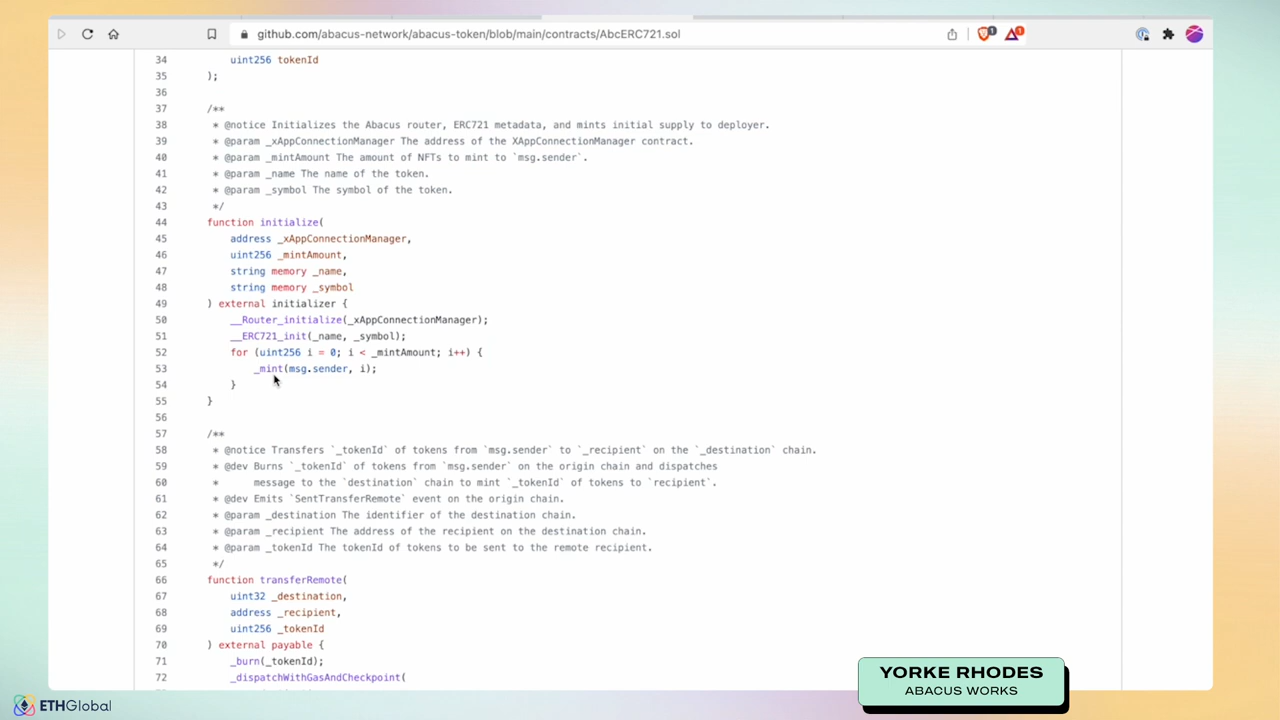 github.com/abacus-network/abacus-token/blob/main/contracts/AbcERC721.sol
34 uint256 tokenId
35 );
36
37 /**
38 * @notice Initializes the Abacus router, ERC721 metadata, and mints initial supply to deployer.
39 * @param _xAppConnectionManager The address of the XAppConnectionManager contract.
40 * @param _mintAmount The amount of NFTs to mint to `msg.sender`.
41 * @param _name The name of the token.
42 * @param _symbol The symbol of the token.
43 */
44 function initialize(
45 address _xAppConnectionManager,
46 uint256 _mintAmount,
47 string memory _name,
48 string memory _symbol
49 ) external initializer {
50 __Router_initialize(_xAppConnectionManager);
51 __ERC721_init(_name, _symbol);
52 for (uint256 i = 0; i < _mintAmount; i++) {
53 _mint(msg.sender, i);
54 }
55 }
56
57 /**
58 * @notice Transfers `_tokenId` of tokens from `msg.sender` to `_recipient` on the `_destination` chain.
59 * @dev Burns `_tokenId` of tokens from `msg.sender` on the origin chain and dispatches
60 * message to the `destination` chain to mint `_tokenId` of tokens to `recipient`.
61 * @dev Emits `SentTransferRemote` event on the origin chain.
62 * @param _destination The identifier of the destination chain.
63 * @param _recipient The address of the recipient on the destination chain.
64 * @param _tokenId The tokenId of tokens to be sent to the remote recipient.
65 */
66 function transferRemote(
67 uint32 _destination,
68 address _recipient,
69 uint256 _tokenId
70 ) external payable {
71 _burn(_tokenId);
72 _dispatchWithGasAndCheckpoint(
YORKE RHODES
ABACUS WORKS
ETHGlobal